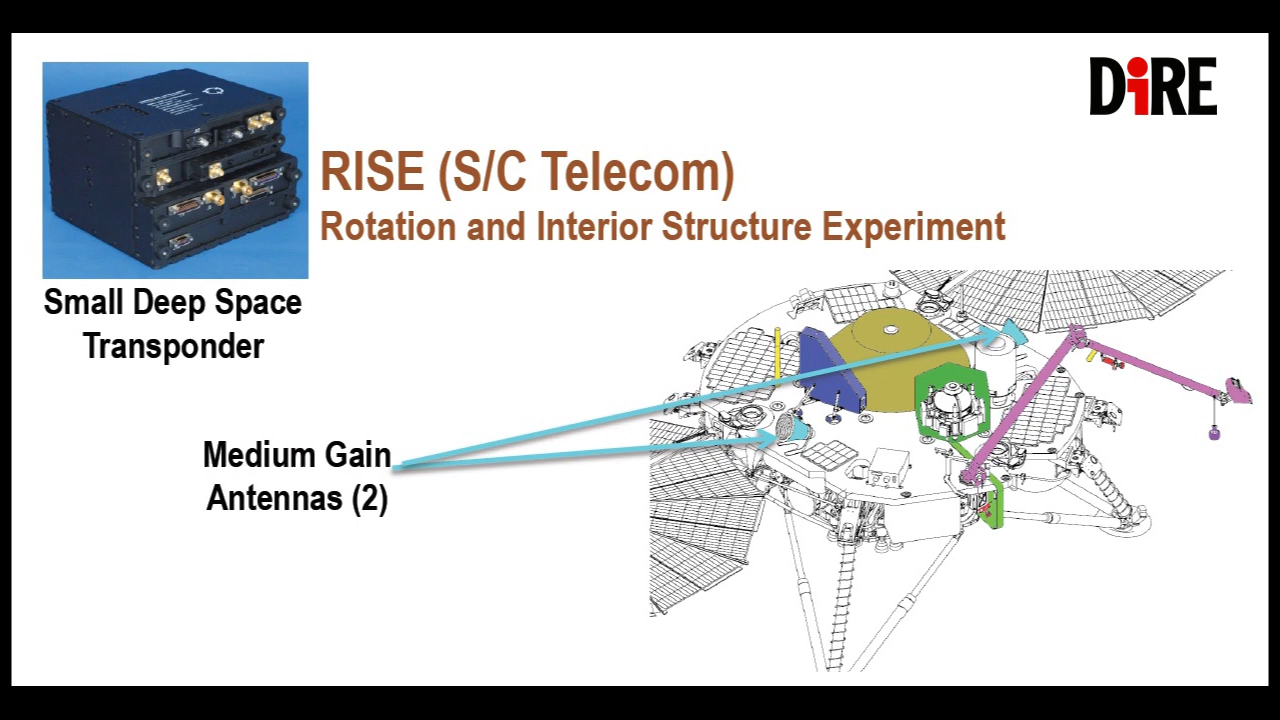 DiRE
RISE (S/C Telecom)
Rotation and Interior Structure Experiment
Small Deep Space
Transponder
Medium Gain
Antennas (2)